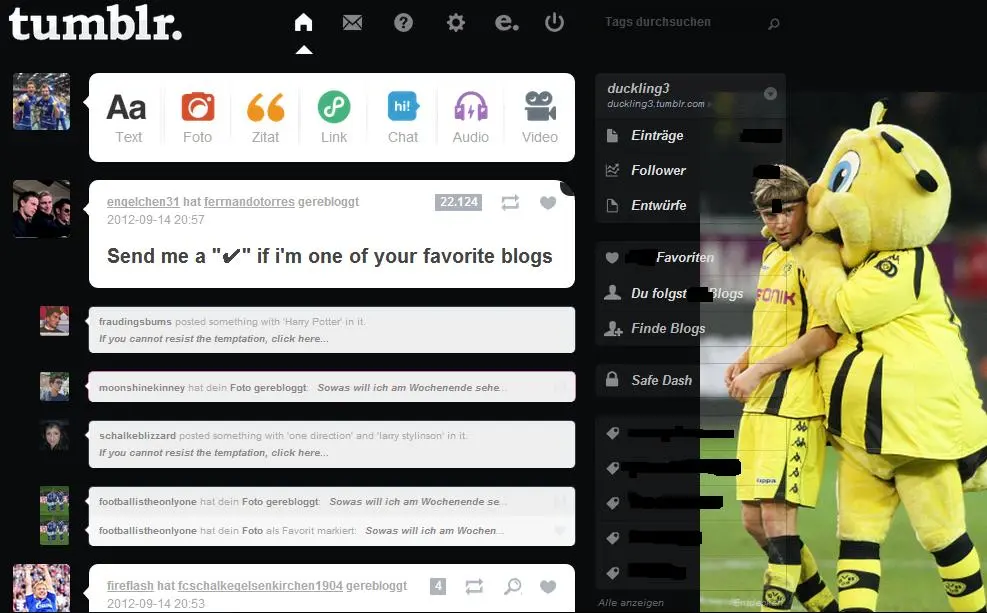 tumblr.
Tags durchsuchen
Aa
hi!
Text
Foto
Zitat
Link
Chat
Audio
Video
engelchen31 hat ferrnandotorres gerebloggt
22.124
2012-09-14 20:57
Send me a "✔" if i'm one of your favorite blogs
fraudingsbums posted something with 'Harry Potter' in it.
If you cannot resist the temptation, click here...
moonshinekinney hat dein Foto gerebloggt: Sowas will ich am Wochenende sehe...
schalkeblizzard posted something with 'one direction' and 'larry stylinson' in it.
If you cannot resist the temptation, click here...
footballistheonlyone hat dein Foto gerebloggt: Sowas will ich am Wochenende se...
footballistheonlyone hat dein Foto als Favorit markiert: Sowas will ich am Wochen...
fireflash hat fcschalkegelsenkirchen1904 gerebloggt
4
2012-09-14 20:53
duckling3
duckling3.tumblr.com
Einträge
Follower
Entwürfe
Favoriten
Du folgst Blogs
Finde Blogs
Safe Dash
Alle anzeigen
Entdecken
Kappa